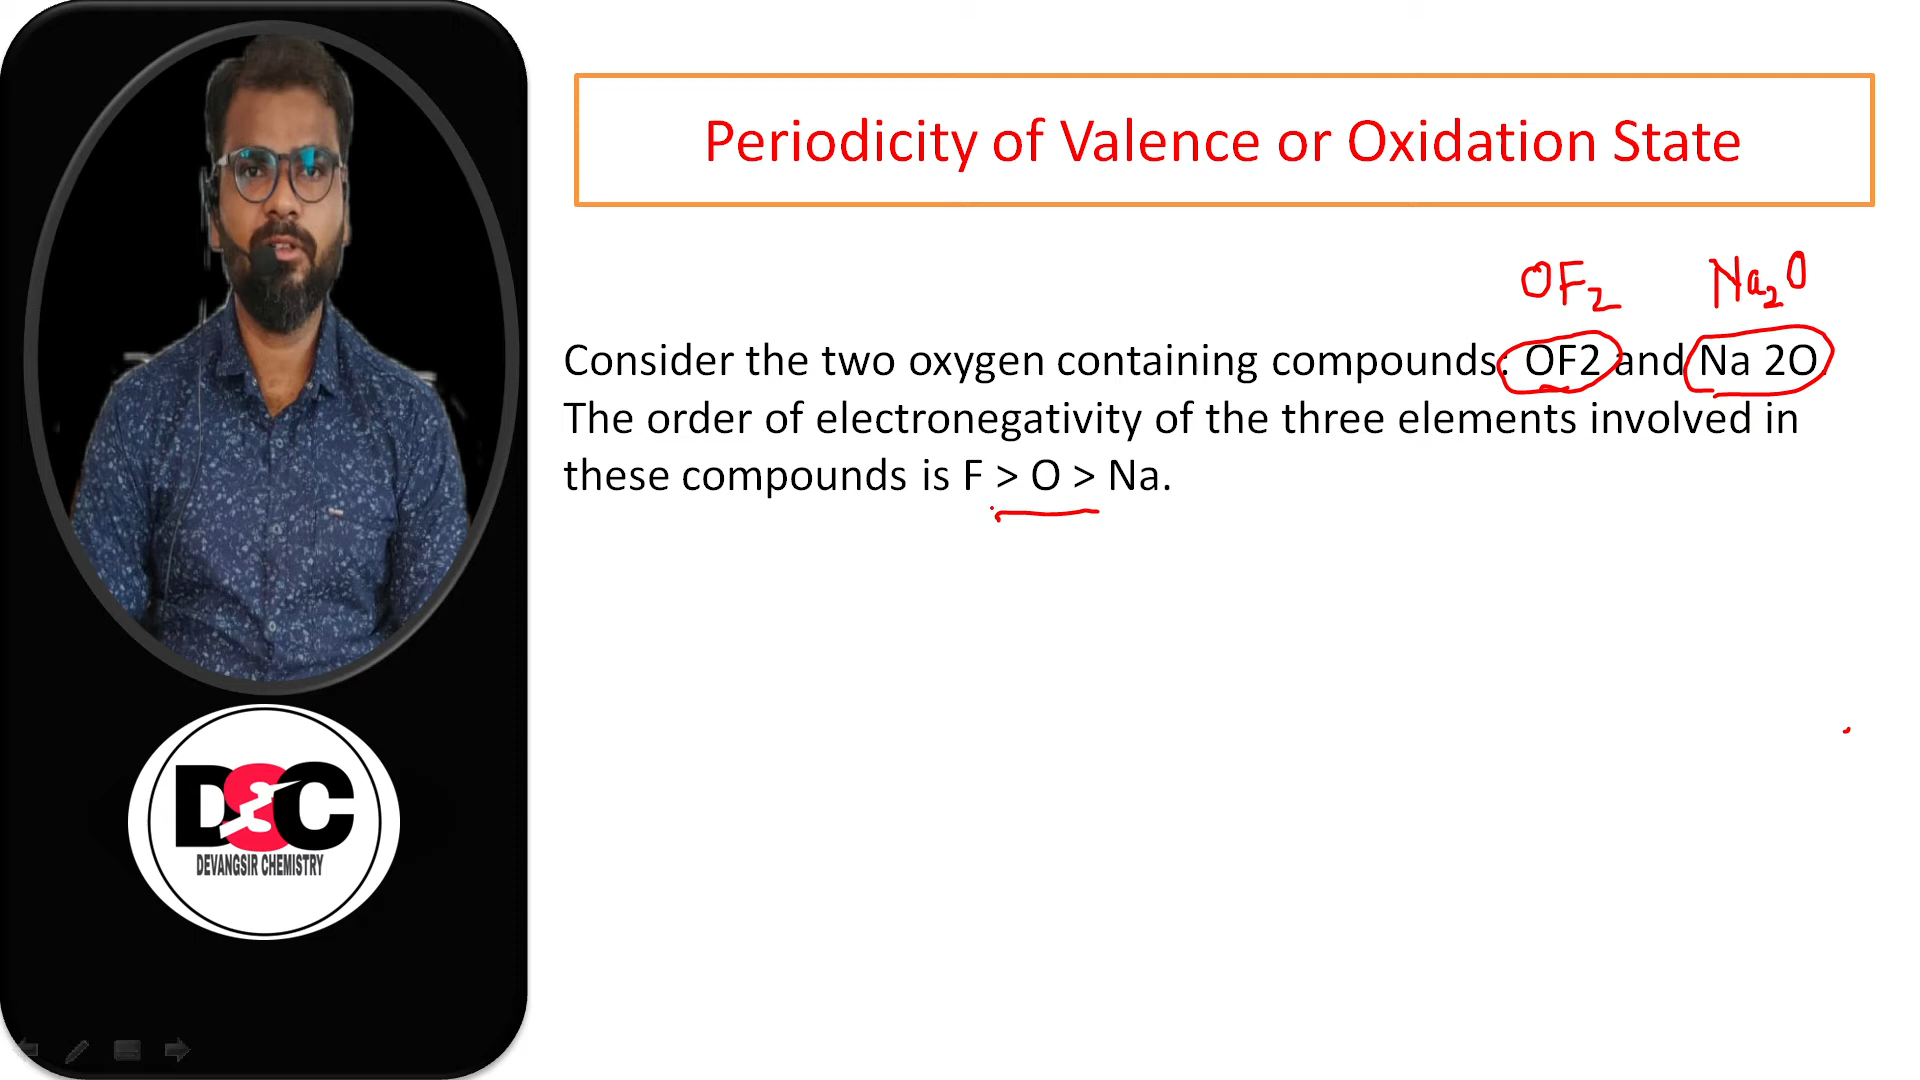 Periodicity of Valence or Oxidation State
OF₂ Na₂O
Consider the two oxygen containing compounds: OF2 and Na 2O.
The order of electronegativity of the three elements involved in
these compounds is F > O > Na.
DSC
DEVANGSIR CHEMISTRY